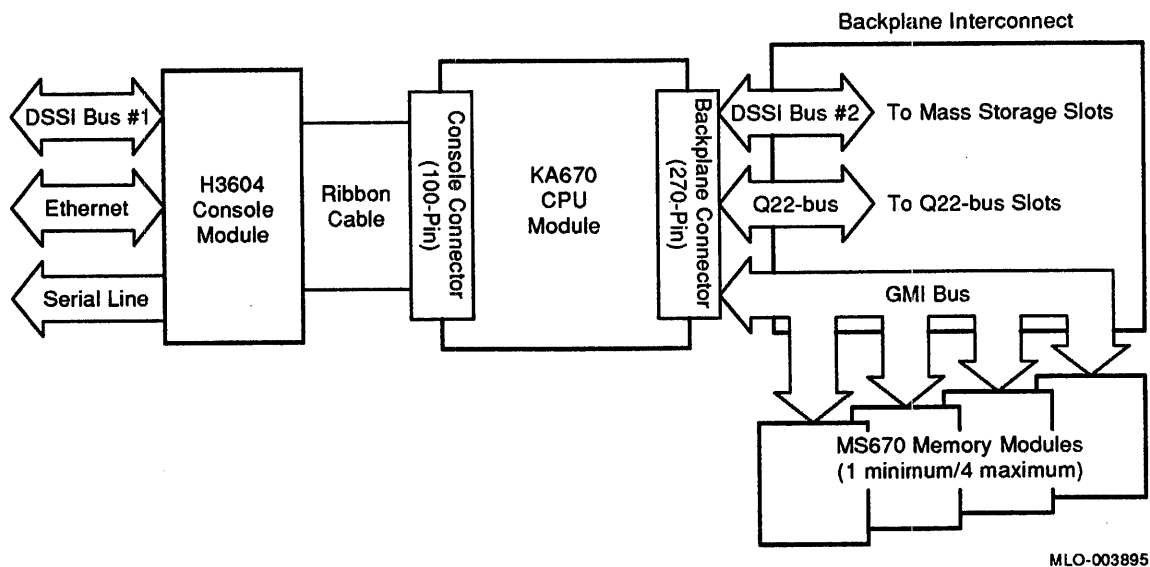 Backplane Interconnect
DSSI Bus #1
Ethernet
Serial Line
H3604
Console
Module
Ribbon
Cable
Console Connector
(100-Pin)
KA670
CPU
Module
Backplane Connector
(270-Pin)
DSSI Bus #2
To Mass Storage Slots
Q22-bus
To Q22-bus Slots
GMI Bus
MS670 Memory Modules
(1 minimum/4 maximum)
MLO-003895